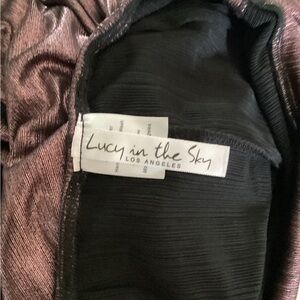 Lucy in the Sky
LOS ANGELES